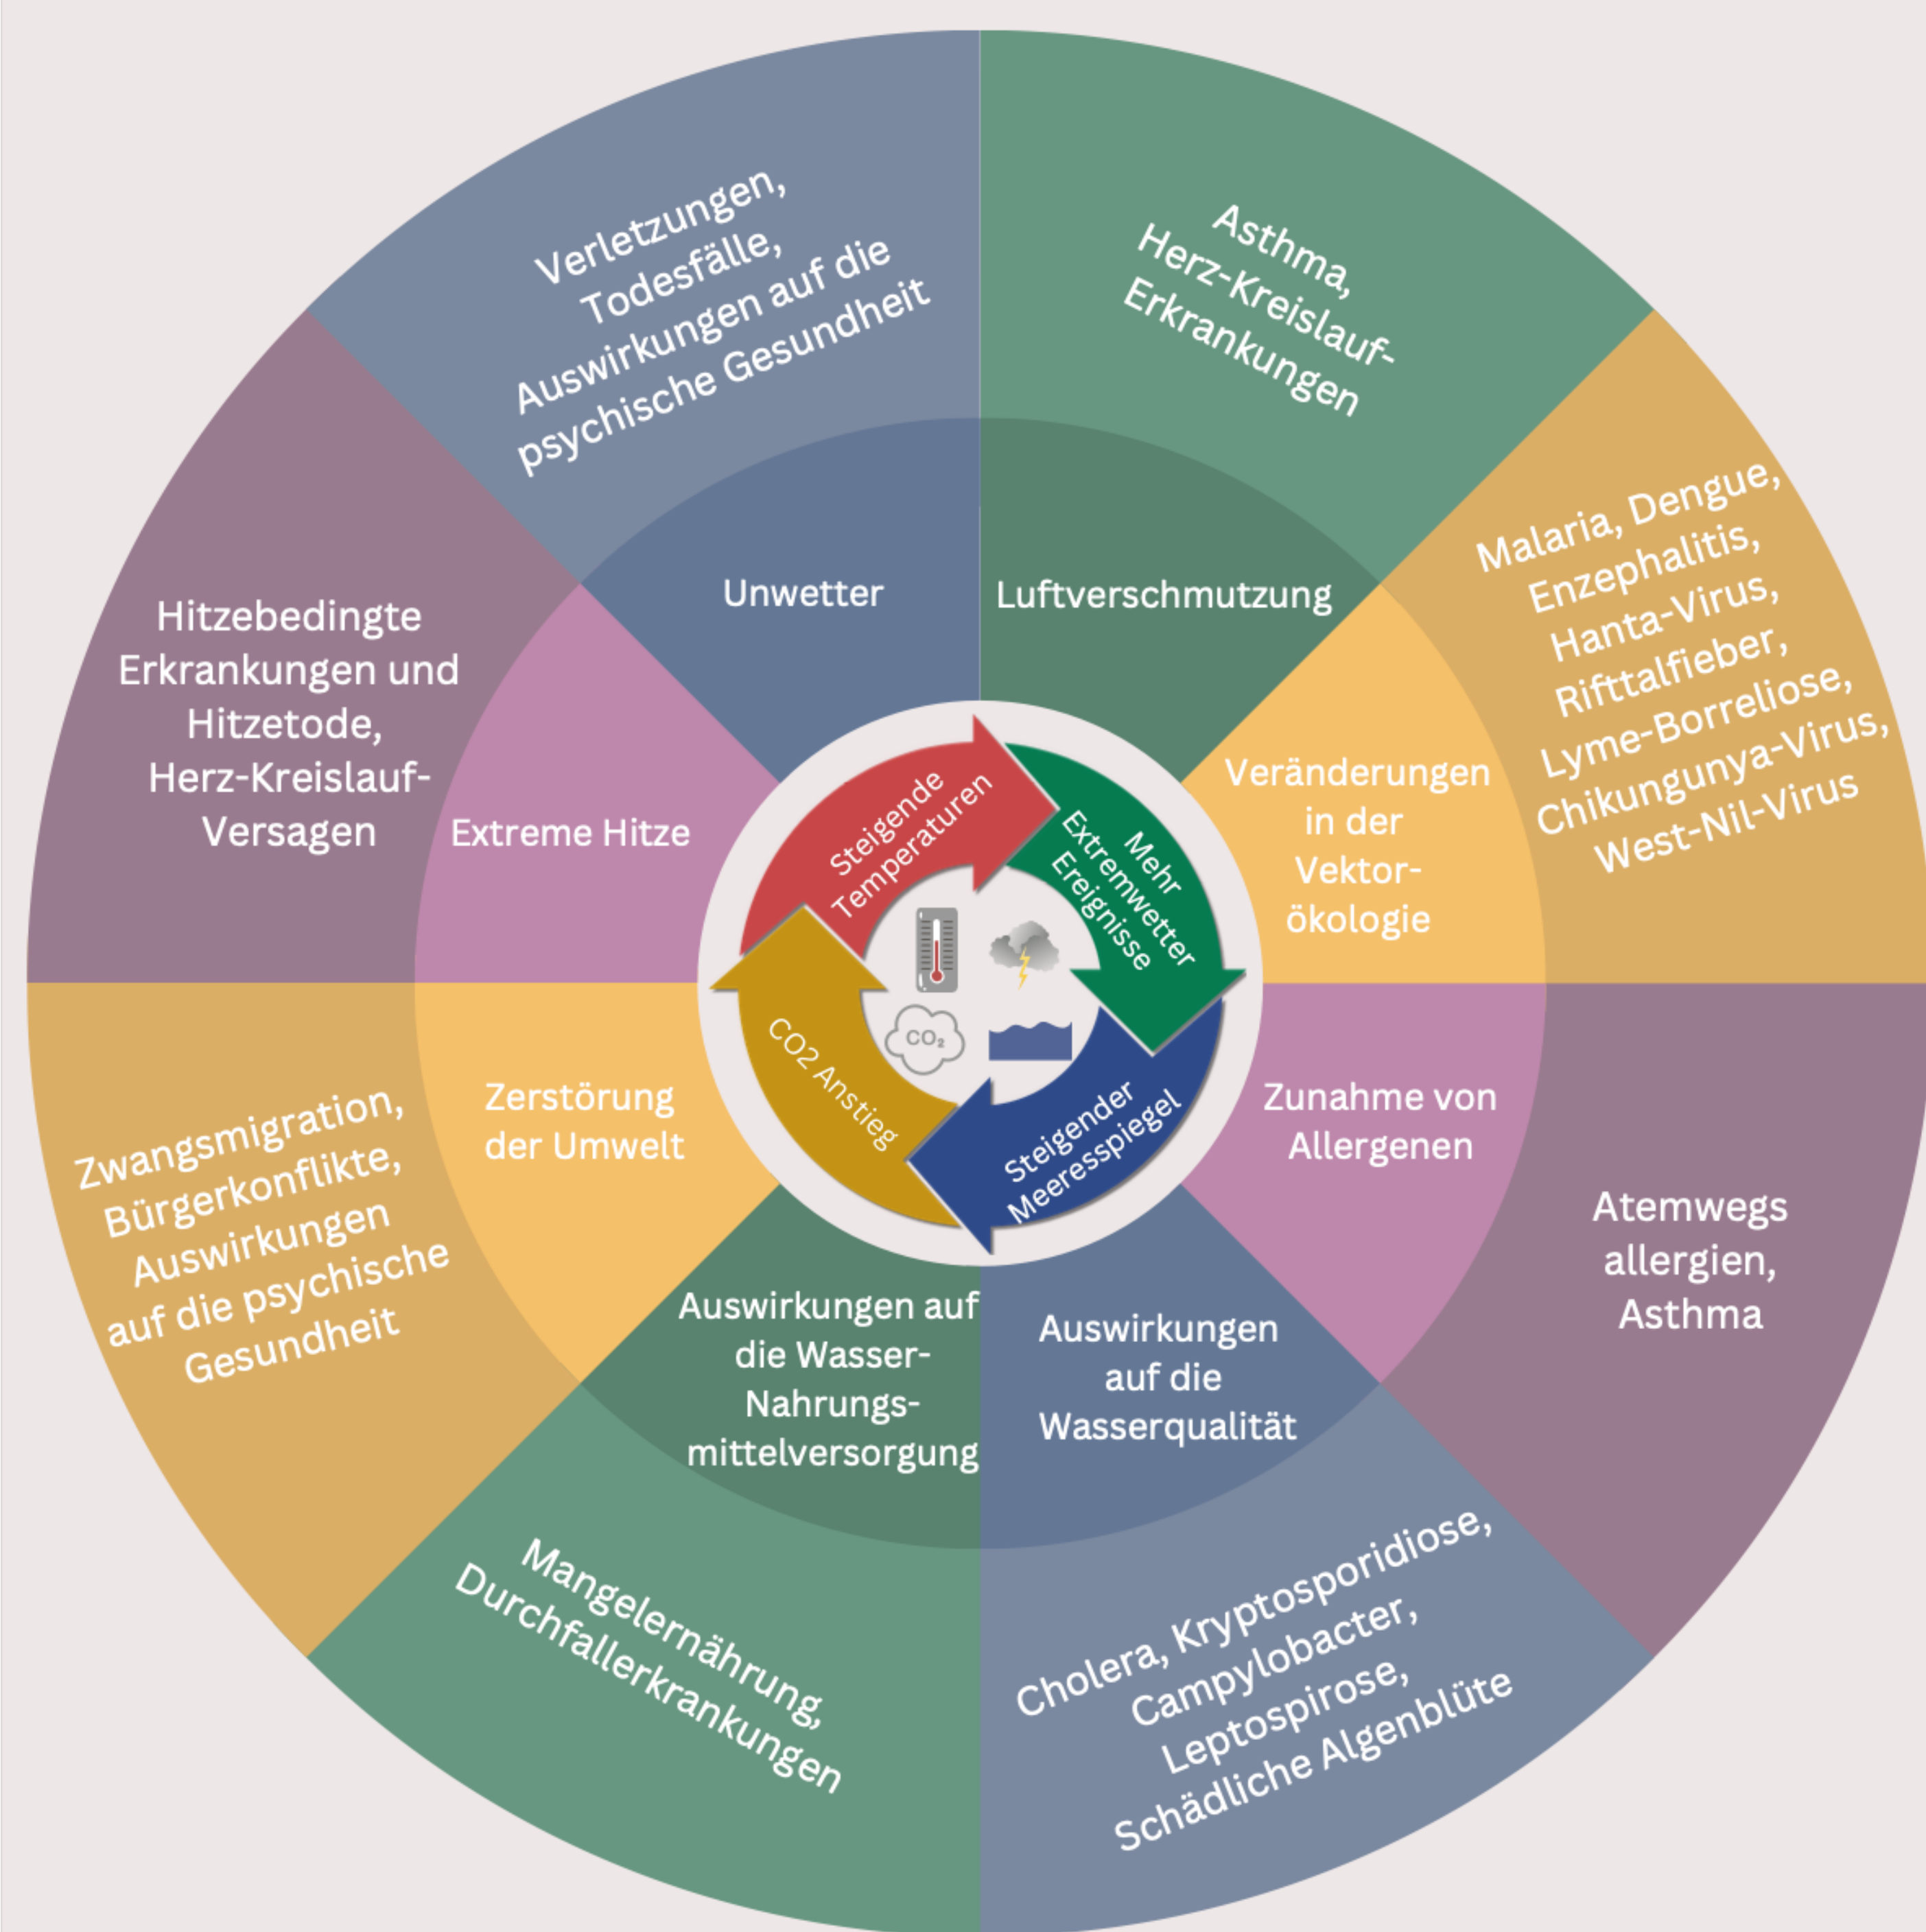 Verletzungen,
Todesfälle,
Auswirkungen auf die
psychische Gesundheit
Asthma,
Herz-Kreislauf-
Erkrankungen
Malaria, Dengue,
Enzephalitis,
Hanta-Virus,
Rifttalfieber,
Lyme-Borreliose,
Chikungunya-Virus,
West-Nil-Virus
Atemwegs
allergien,
Asthma
Cholera, Kryptosporidiose,
Campylobacter,
Leptospirose,
Schädliche Algenblüte
Mangelernährung,
Durchfallerkrankungen
Zwangsmigration,
Bürgerkonflikte,
Auswirkungen
auf die psychische
Gesundheit
Hitzebedingte
Erkrankungen und
Hitzetode,
Herz-Kreislauf-
Versagen
Unwetter
Luftverschmutzung
Veränderungen
in der
Vektor-
ökologie
Zunahme von
Allergenen
Auswirkungen
auf die
Wasserqualität
Auswirkungen auf
die Wasser-
Nahrungs-
mittelversorgung
Zerstörung
der Umwelt
Extreme Hitze
Steigende
Temperaturen
Mehr
Extremwetter
Ereignisse
Steigender
Meeresspiegel
CO2 Anstieg
CO₂